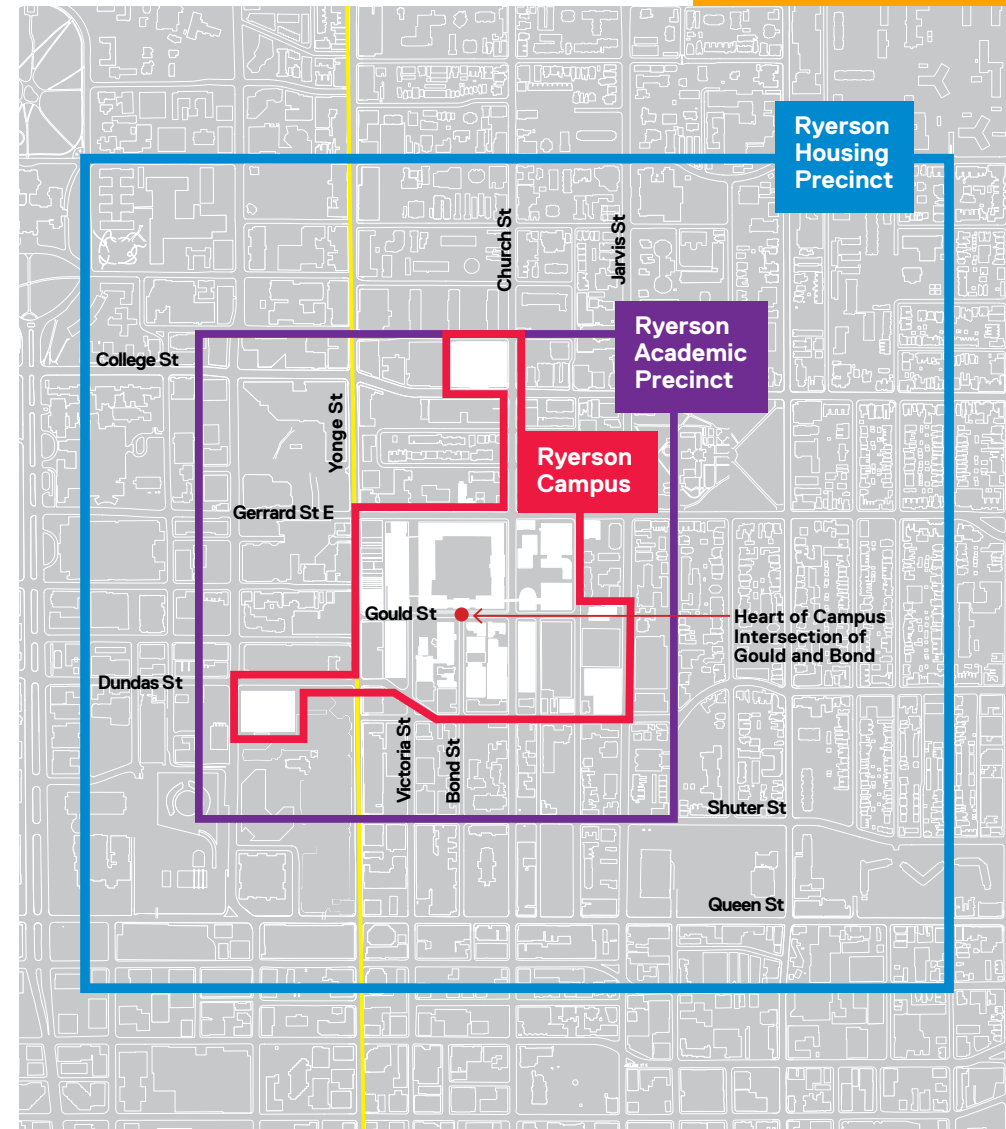 Ryerson
Housing
Precinct
Church St
Jarvis St
Ryerson
Academic
Precinct
College St
Yonge St
Ryerson
Campus
Gerrard St E
Gould St
Heart of Campus
Intersection of
Gould and Bond
Dundas St
Victoria St
Bond St
Shuter St
Queen St